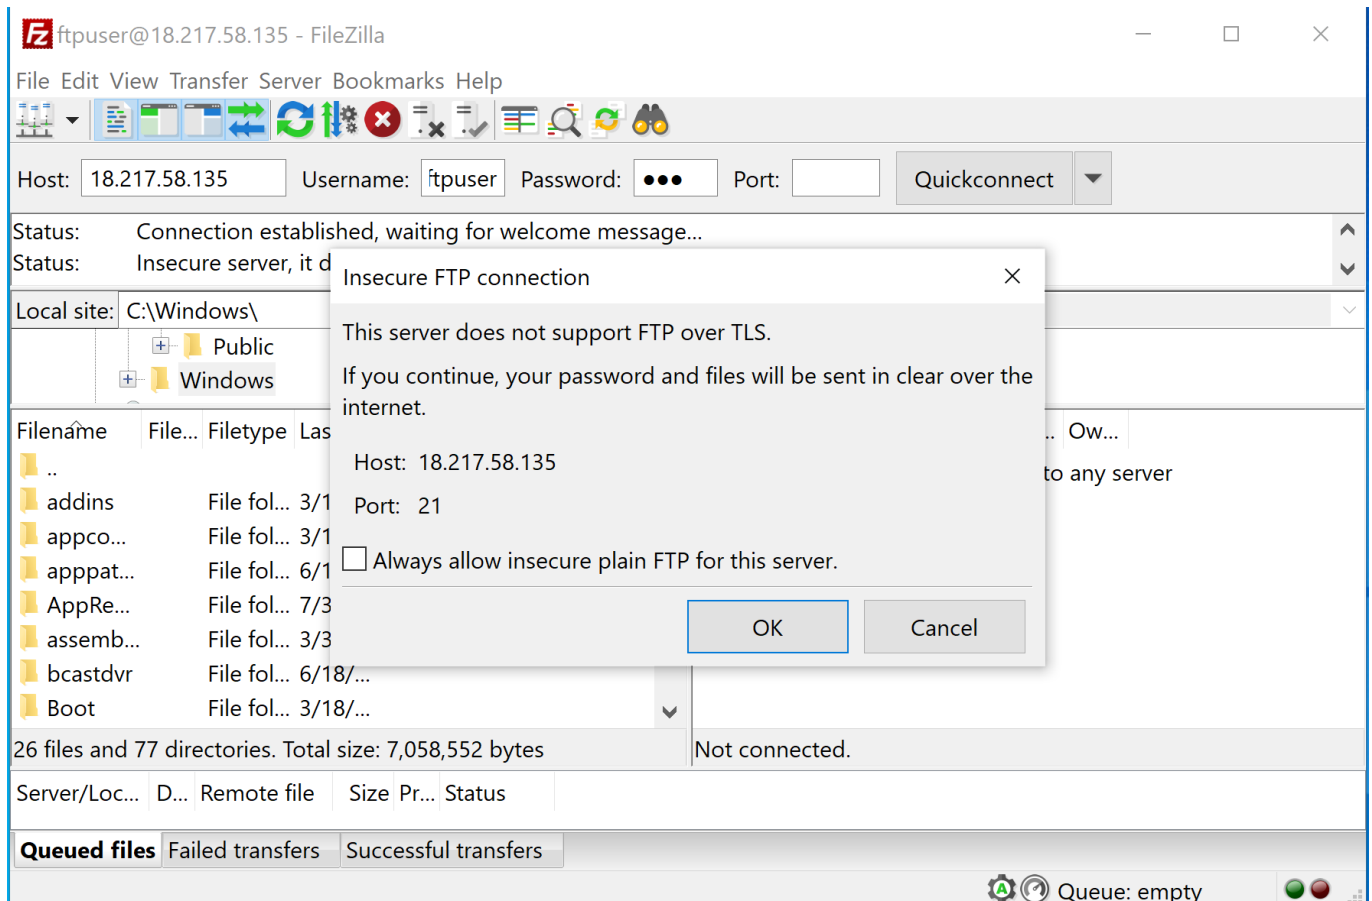 ftpuser@18.217.58.135 - FileZilla
File Edit View Transfer Server Bookmarks Help
Host: 18.217.58.135 Username: ftpuser Password: ●●● Port: Quickconnect
Status: Connection established, waiting for welcome message...
Status: Insecure server, it d
Insecure FTP connection
This server does not support FTP over TLS.
If you continue, your password and files will be sent in clear over the
internet.
Host: 18.217.58.135
Port: 21
Always allow insecure plain FTP for this server.
OK Cancel
Local site: C:\Windows\
Public
Windows
Filename File... Filetype Las
..
addins File fol... 3/1
appco... File fol... 3/1
apppat... File fol... 6/1
AppRe... File fol... 7/3
assemb... File fol... 3/3
bcastdvr File fol... 6/18/...
Boot File fol... 3/18/...
26 files and 77 directories. Total size: 7,058,552 bytes
.. Ow...
to any server
Not connected.
Server/Loc... D... Remote file Size Pr... Status
Queued files Failed transfers Successful transfers
Queue: empty